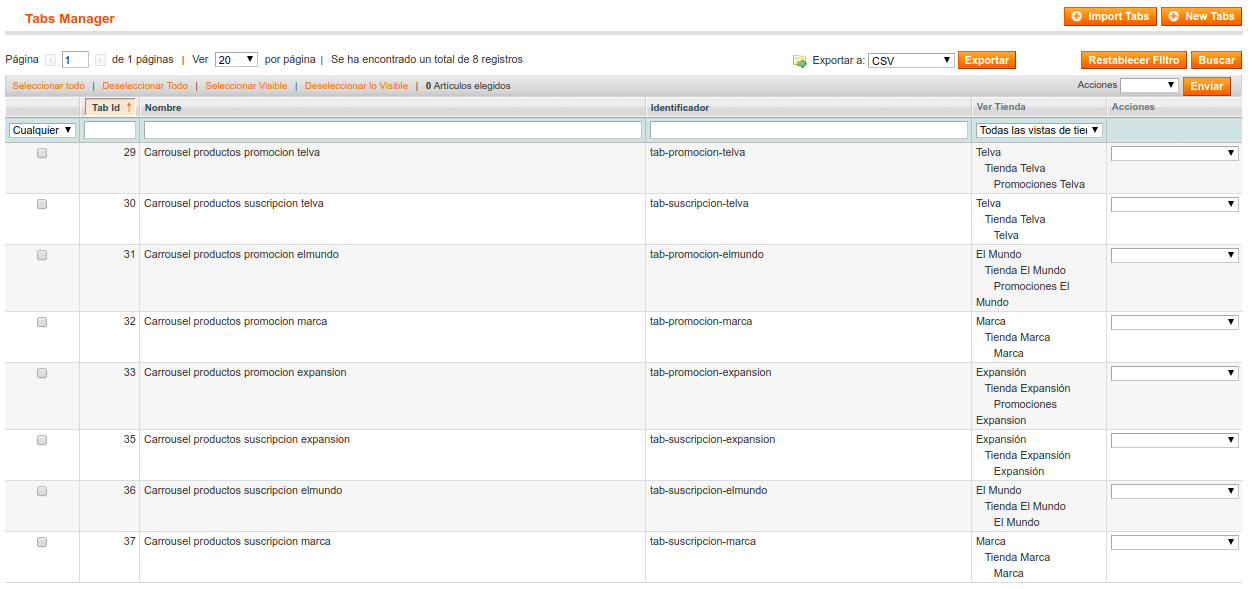 Tabs Manager
Import Tabs New Tabs
Página 1 de 1 páginas | Ver 20 por página | Se ha encontrado un total de 8 registros
Exportar a: CSV Exportar
Restablecer Filtro Buscar
Seleccionar todo | Deseleccionar Todo | Seleccionar Visible | Deseleccionar lo Visible | 0 Artículos elegidos
Acciones Enviar
Tab Id Nombre Identificador Ver Tienda Acciones
Cualquier Todas las vistas de tier
29 Carrousel productos promocion telva tab-promocion-telva Telva
Tienda Telva
Promociones Telva
30 Carrousel productos suscripcion telva tab-suscripcion-telva Telva
Tienda Telva
Telva
31 Carrousel productos promocion elmundo tab-promocion-elmundo El Mundo
Tienda El Mundo
Promociones El
Mundo
32 Carrousel productos promocion marca tab-promocion-marca Marca
Tienda Marca
Marca
33 Carrousel productos promocion expansion tab-promocion-expansion Expansión
Tienda Expansión
Promociones
Expansion
35 Carrousel productos suscripcion expansion tab-suscripcion-expansion Expansión
Tienda Expansión
Expansión
36 Carrousel productos suscripcion elmundo tab-suscripcion-elmundo El Mundo
Tienda El Mundo
El Mundo
37 Carrousel productos suscripcion marca tab-suscripcion-marca Marca
Tienda Marca
Marca